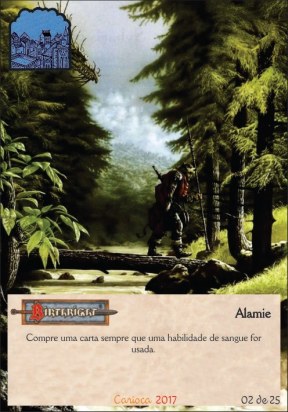 BIRTHRIGHT
Alamie
Compre uma carta sempre que uma habilidade de sangue for
usada.
Carioca 2017
02 de 25